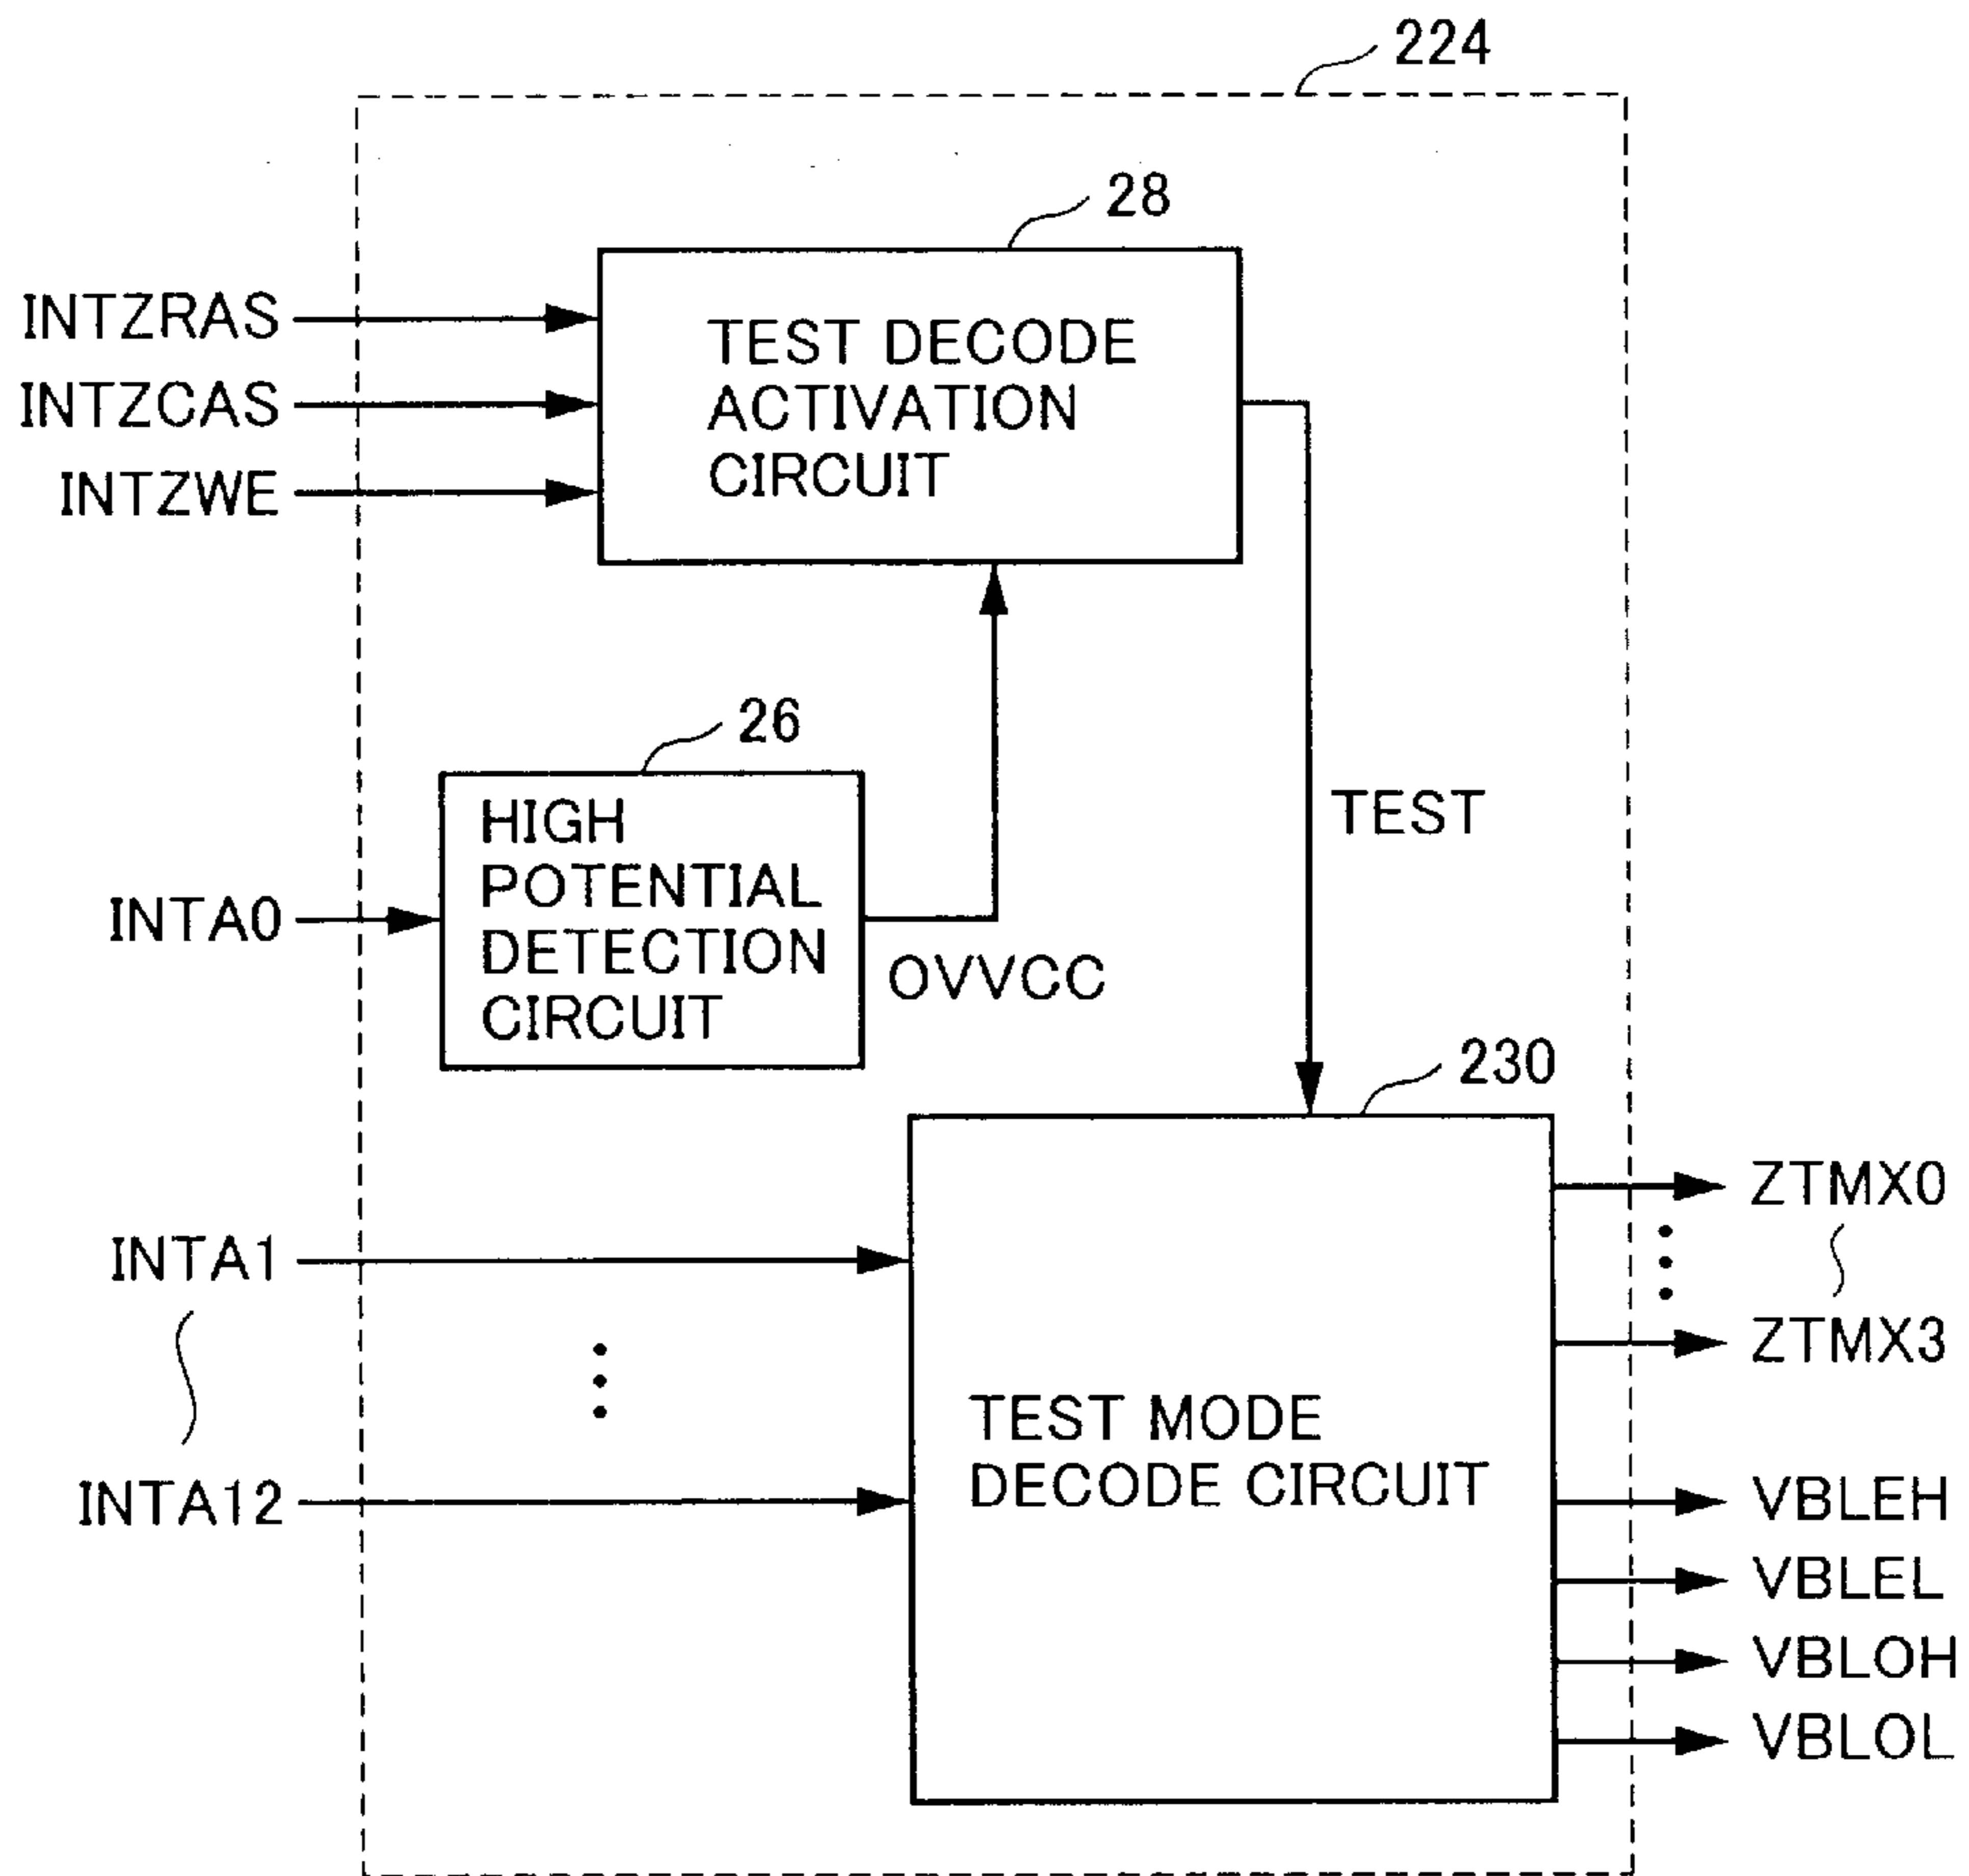 224
28
INTZRAS
INTZCAS
INTZWE
TEST DECODE
ACTIVATION
CIRCUIT
26
HIGH
POTENTIAL
DETECTION
CIRCUIT
INTA0
OVVCC
TEST
230
INTA1
INTA12
TEST MODE
DECODE CIRCUIT
ZTMX0
ZTMX3
VBLEH
VBLEL
VBLOH
VBLOL